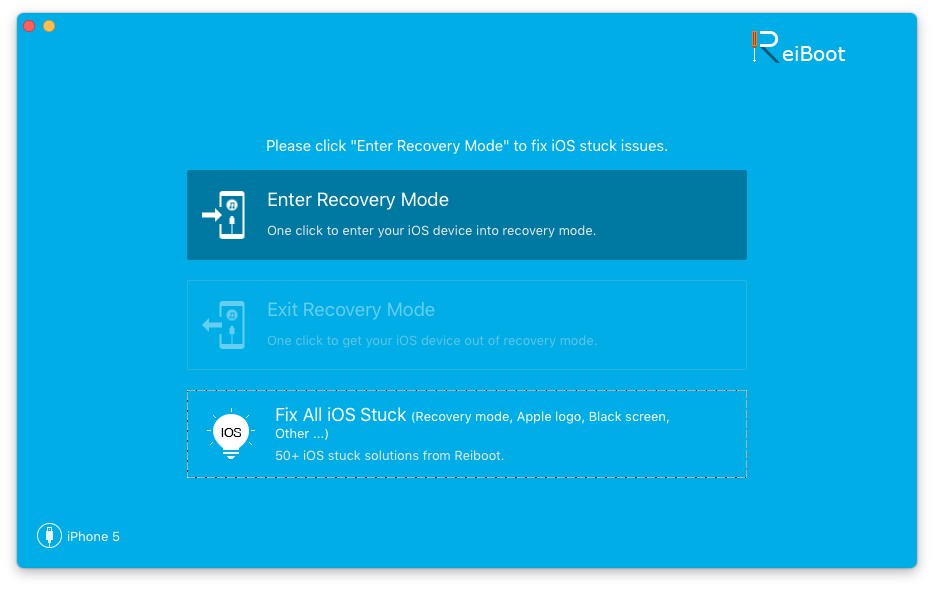 ReiBoot
Please click "Enter Recovery Mode" to fix iOS stuck issues.
Enter Recovery Mode
One click to enter your iOS device into recovery mode.
Exit Recovery Mode
One click to get your iOS device out of recovery mode.
Fix All iOS Stuck (Recovery mode, Apple logo, Black screen,
Other ...)
IOS
50+ iOS stuck solutions from Reiboot.
iPhone 5